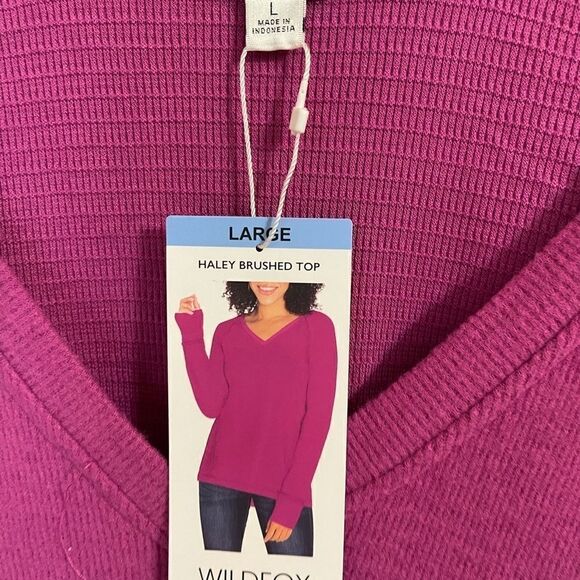 L
MADE IN
INDONESIA
LARGE
HALEY BRUSHED TOP
WILDFOX